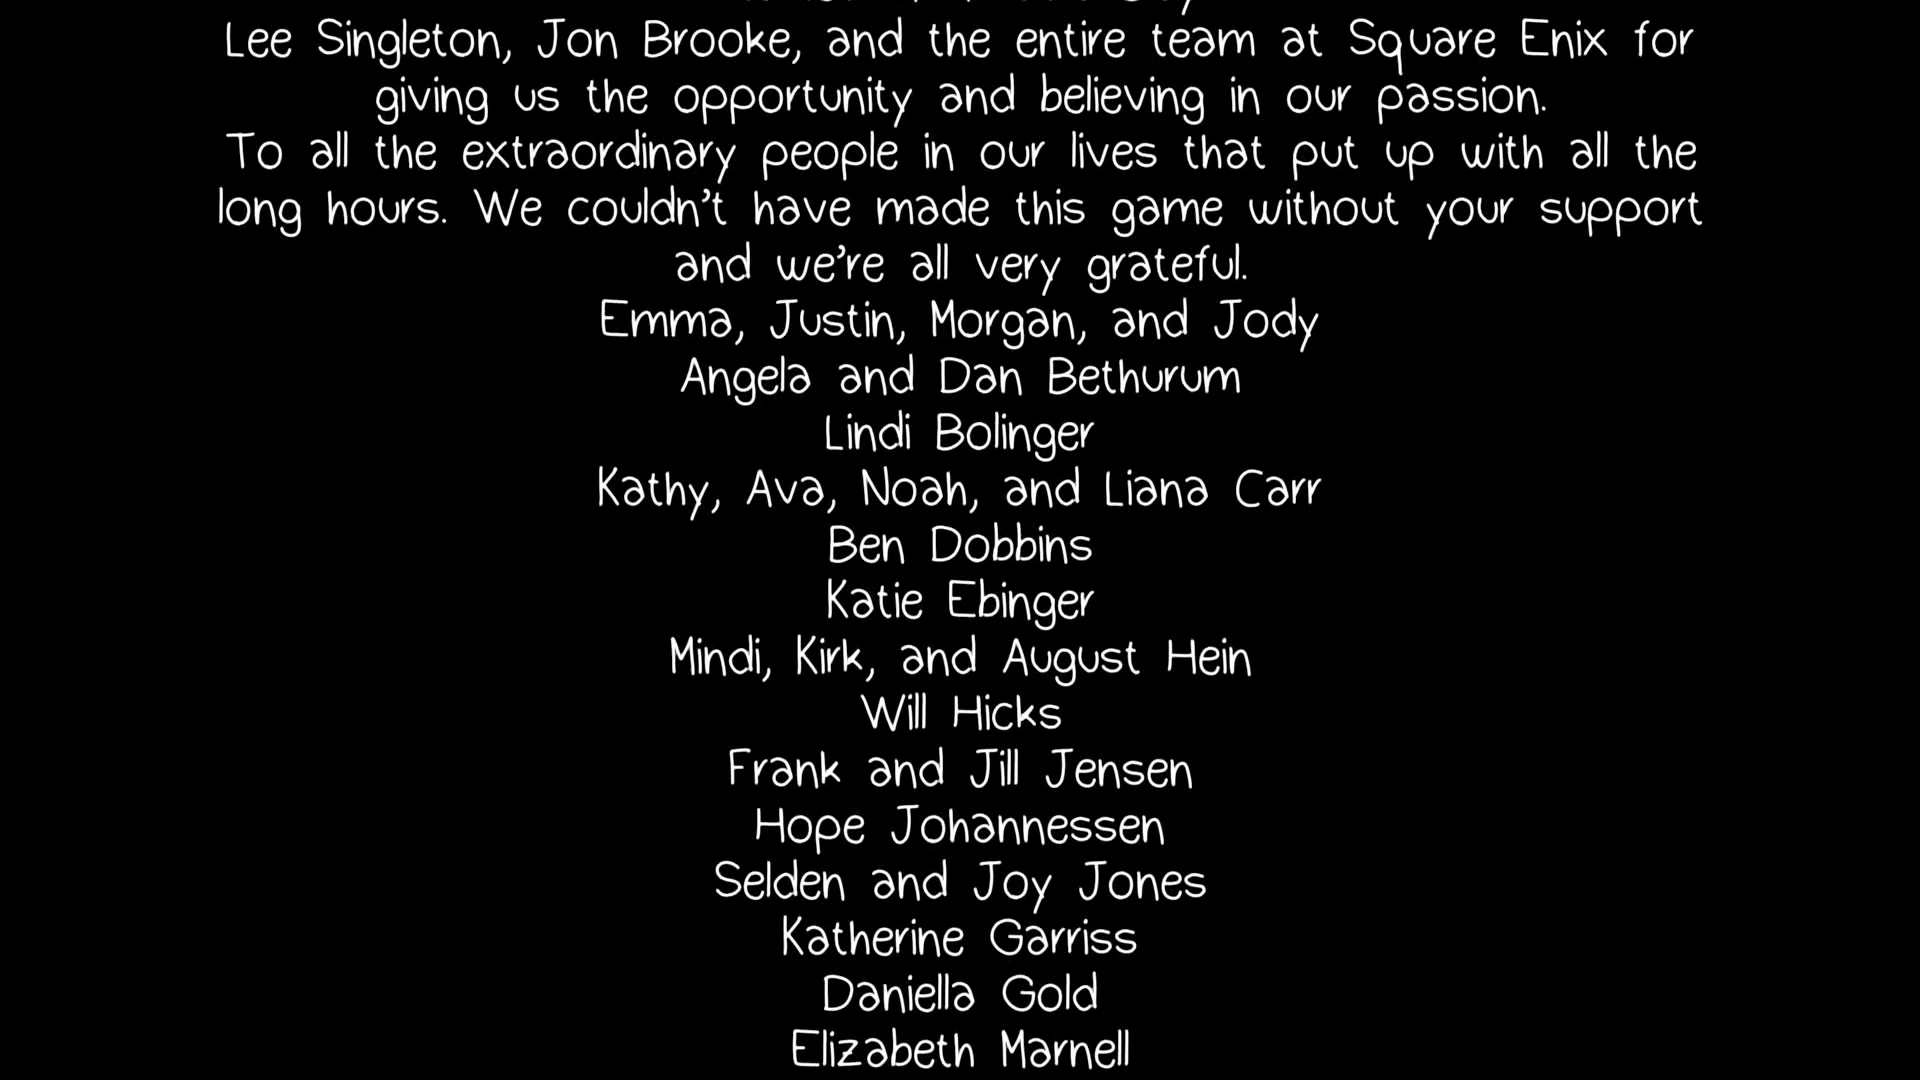 Lee Singleton, Jon Brooke, and the entire team at Square Enix for
giving us the opportunity and believing in our passion.
To all the extraordinary people in our lives that put up with all the
long hours. We couldn't have made this game without your support
and we're all very grateful.
Emma, Justin, Morgan, and Jody
Angela and Dan Bethurum
Lindi Bolinger
Kathy, Ava, Noah, and Liana Carr
Ben Dobbins
Katie Ebinger
Mindi, Kirk, and August Hein
Will Hicks
Frank and Jill Jensen
Hope Johannessen
Selden and Joy Jones
Katherine Garriss
Daniella Gold
Elizabeth Marnell